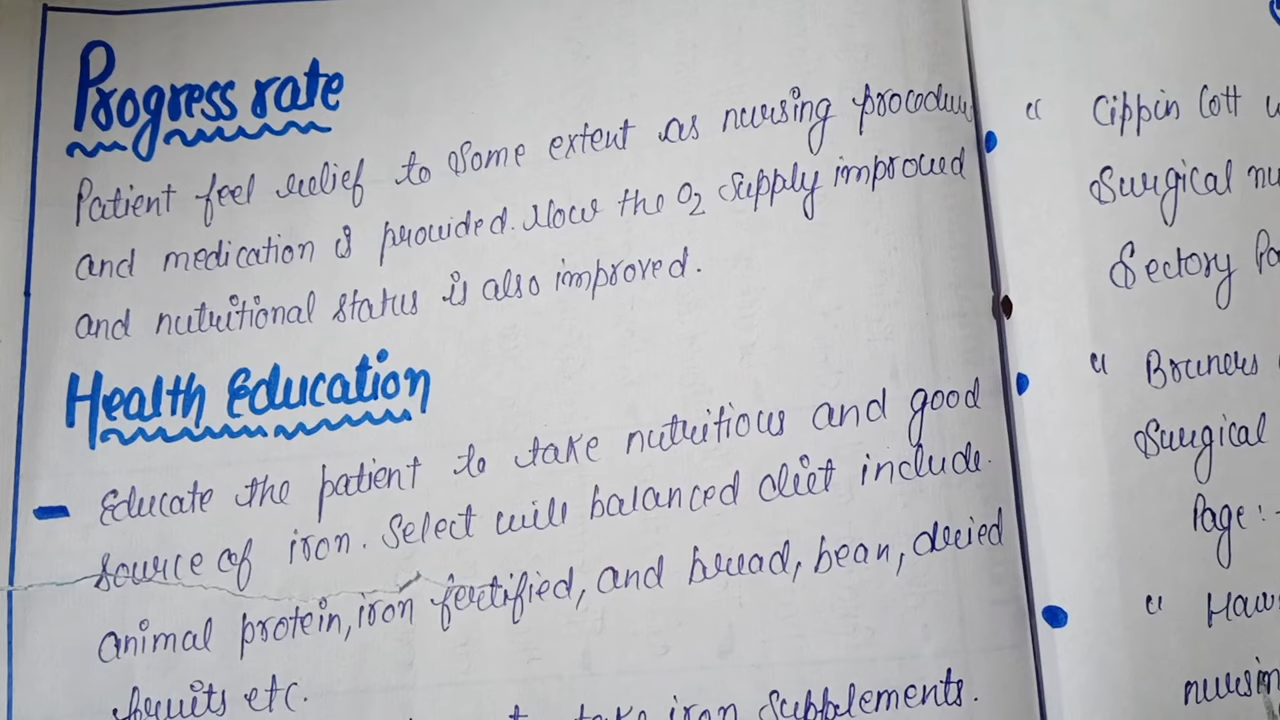 Progress rate
Patient feel relief to some extent as nursing procedure
and medication is provided. Now the O2 supply improved
and nutritional status is also improved.
Health Education
- Educate the patient to take nutritious and good
source of iron. Select will balanced diet include
animal protein, iron fertified, and bread, bean, dried
fruits etc.
take iron supplements.
" Lippin Cott
Surgical
Sectory
" Bruners
Surgical
Page :-
"